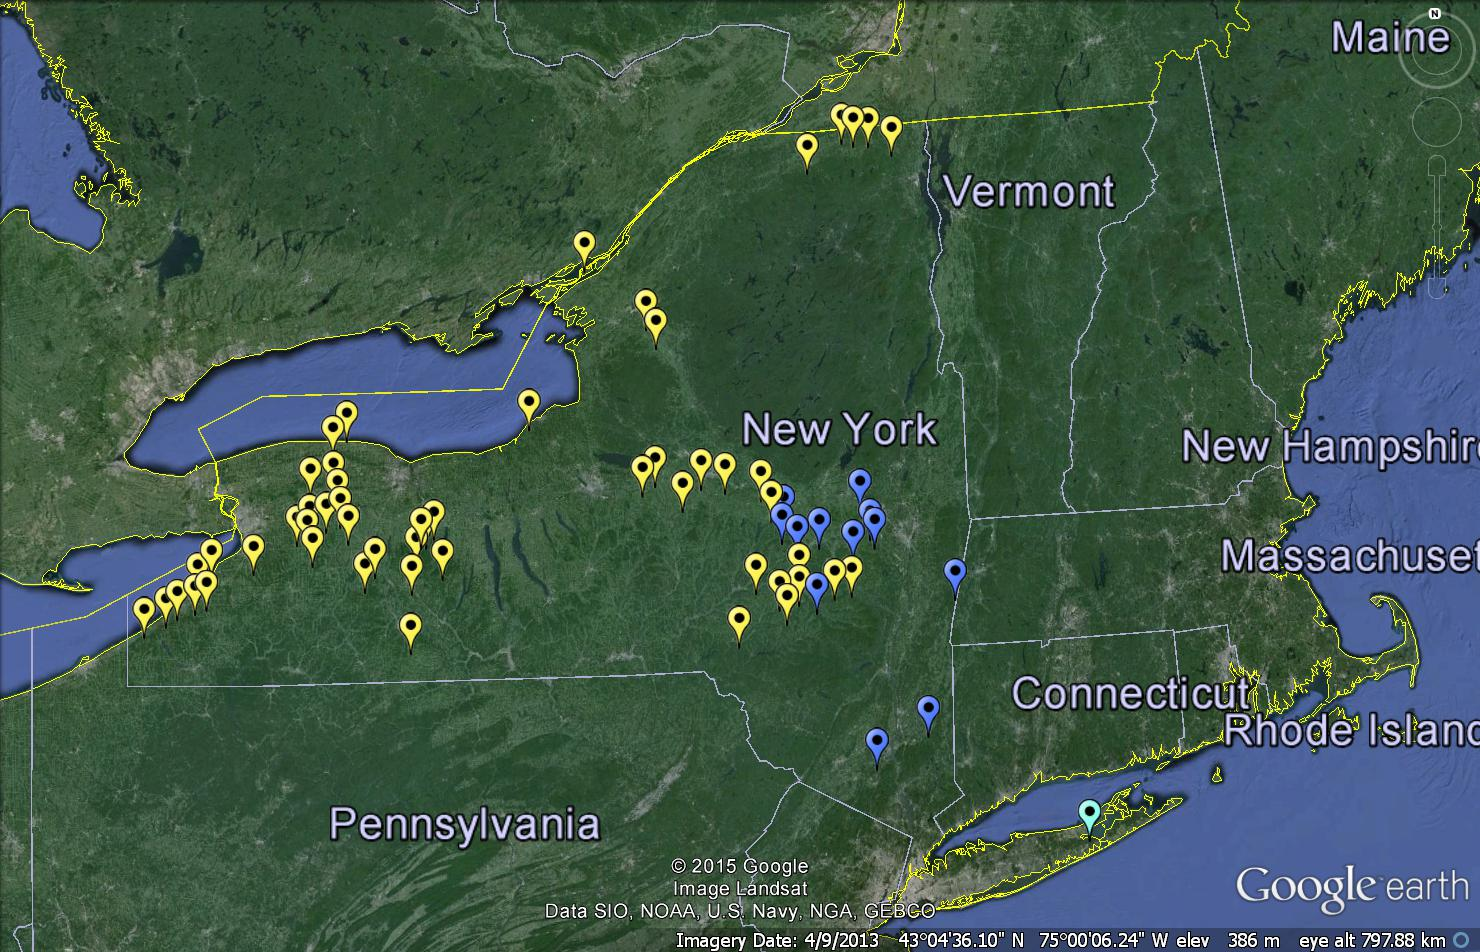 N
Maine
Vermont
New York
New Hampshire
Massachuset
Connecticut
Rhode Island
Pennsylvania
© 2015 Google
Image Landsat
Data SIO, NOAA, U.S. Navy, NGA, GEBCO
Google earth
Imagery Date: 4/9/2013 43°04'36.10" N 75°00'06.24" W elev 386 m eye alt 797.88 km